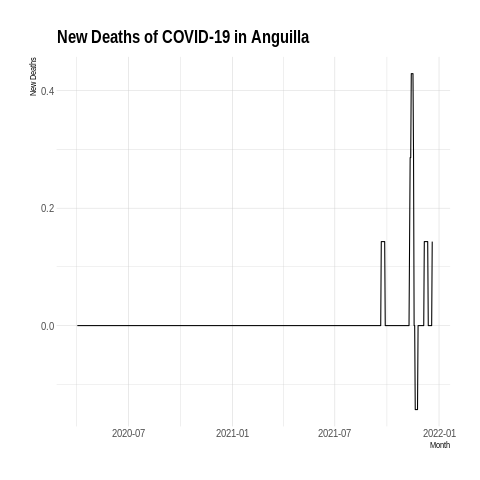 New Deaths of COVID-19 in Anguilla
New Deaths
0.4
0.2
0.0
2020-07 2021-01 2021-07 2022-01
Month